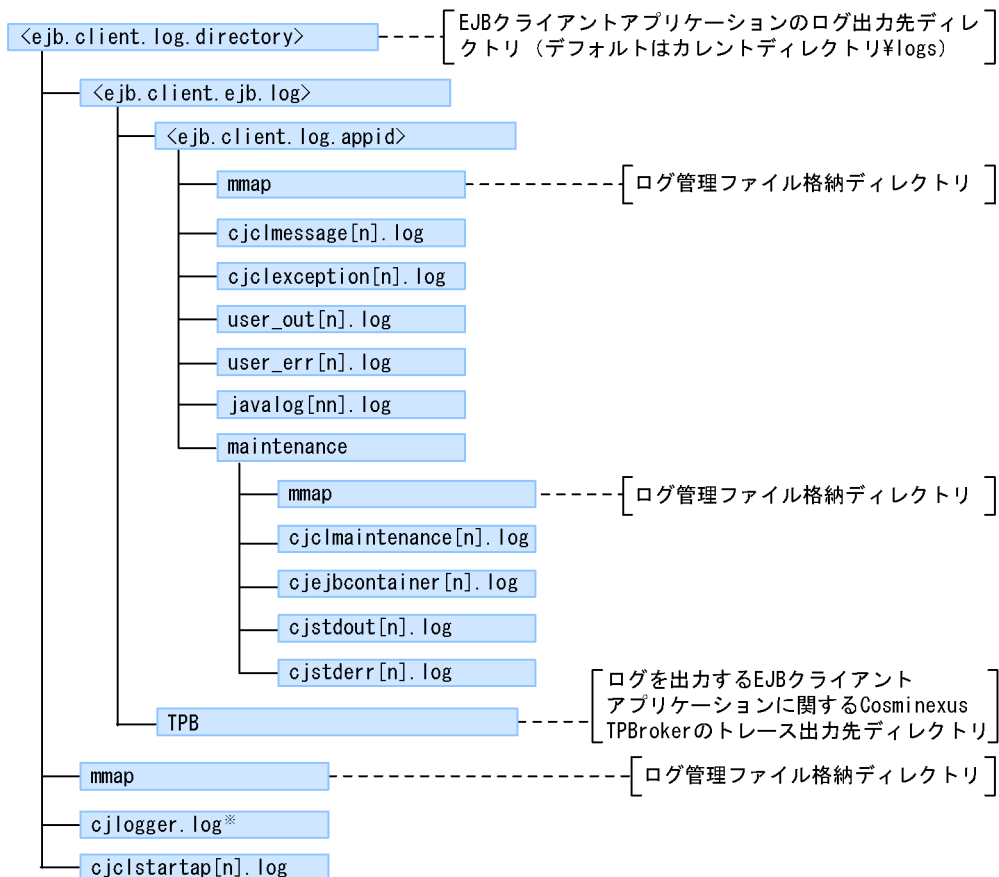 <ejb.client.log.directory>
EJBクライアントアプリケーションのログ出力先ディレ
クトリ（デフォルトはカレントディレクトリ¥logs）
<ejb.client.ejb.log>
<ejb.client.log.appid>
mmap
ログ管理ファイル格納ディレクトリ
cjclmessage[n].log
cjclexception[n].log
user_out[n].log
user_err[n].log
javalog[nn].log
maintenance
mmap
ログ管理ファイル格納ディレクトリ
cjclmaintenance[n].log
cjejbcontainer[n].log
cjstdout[n].log
cjstderr[n].log
TPB
ログを出力するEJBクライアント
アプリケーションに関するCosminexus
TPBrokerのトレース出力先ディレクトリ
mmap
ログ管理ファイル格納ディレクトリ
cjlogger.log※
cjclstartap[n].log